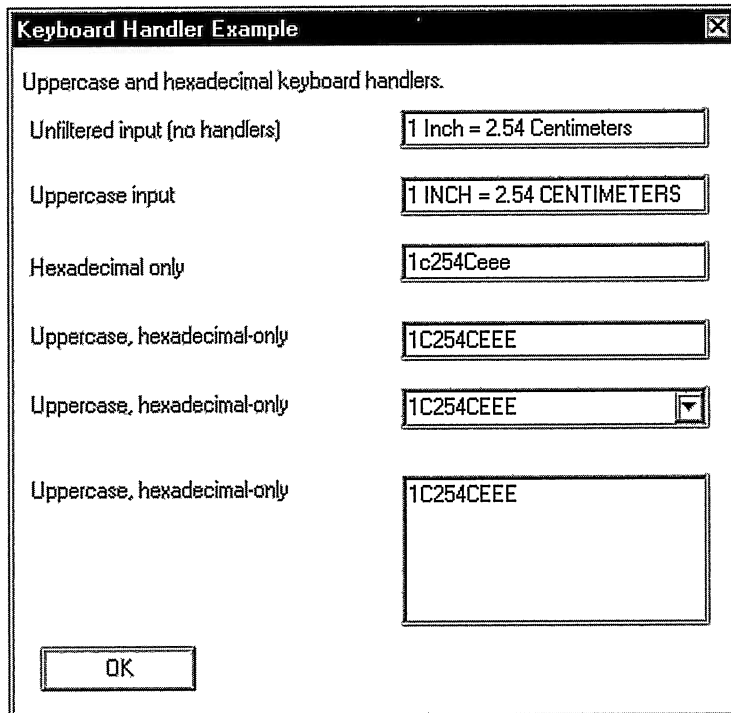 Keyboard Handler Example
Uppercase and hexadecimal keyboard handlers.
Unfiltered input (no handlers) 1 Inch = 2.54 Centimeters
Uppercase input 1 INCH = 2.54 CENTIMETERS
Hexadecimal only 1c254Ceee
Uppercase, hexadecimal-only 1C254CEEE
Uppercase, hexadecimal-only 1C254CEEE
Uppercase, hexadecimal-only 1C254CEEE
OK